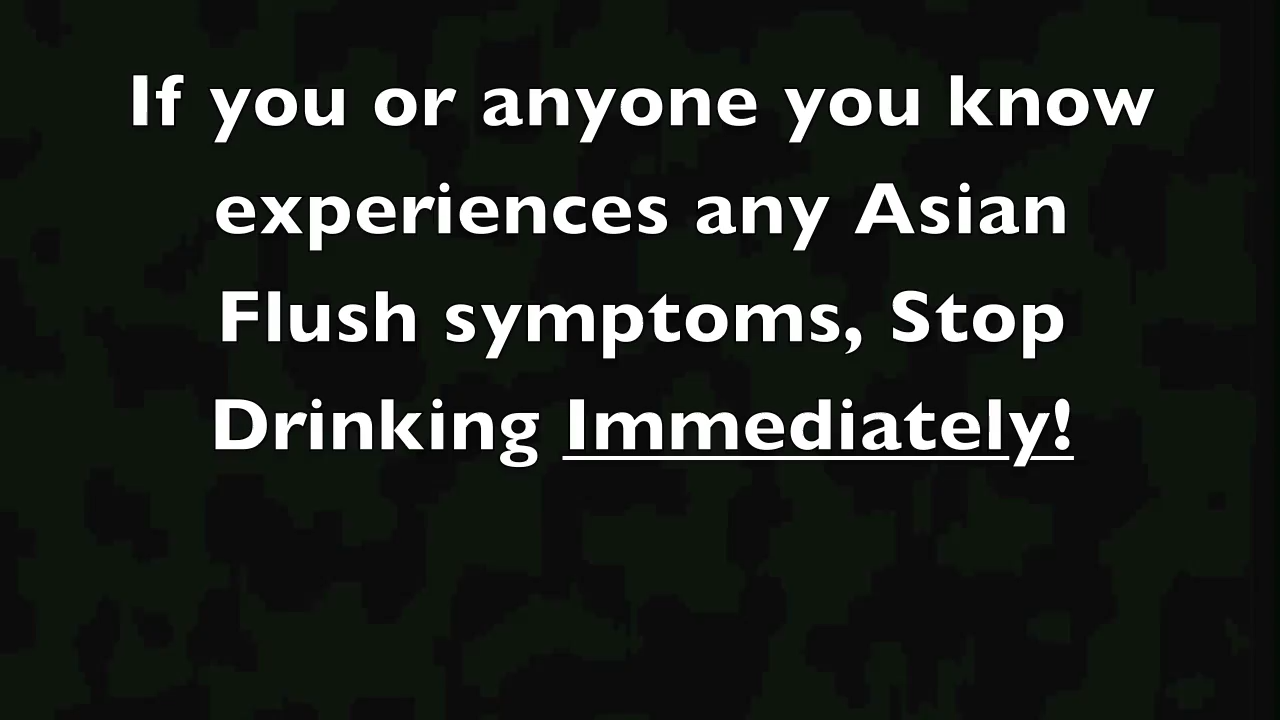 If you or anyone you know
experiences any Asian
Flush symptoms, Stop
Drinking Immediately!